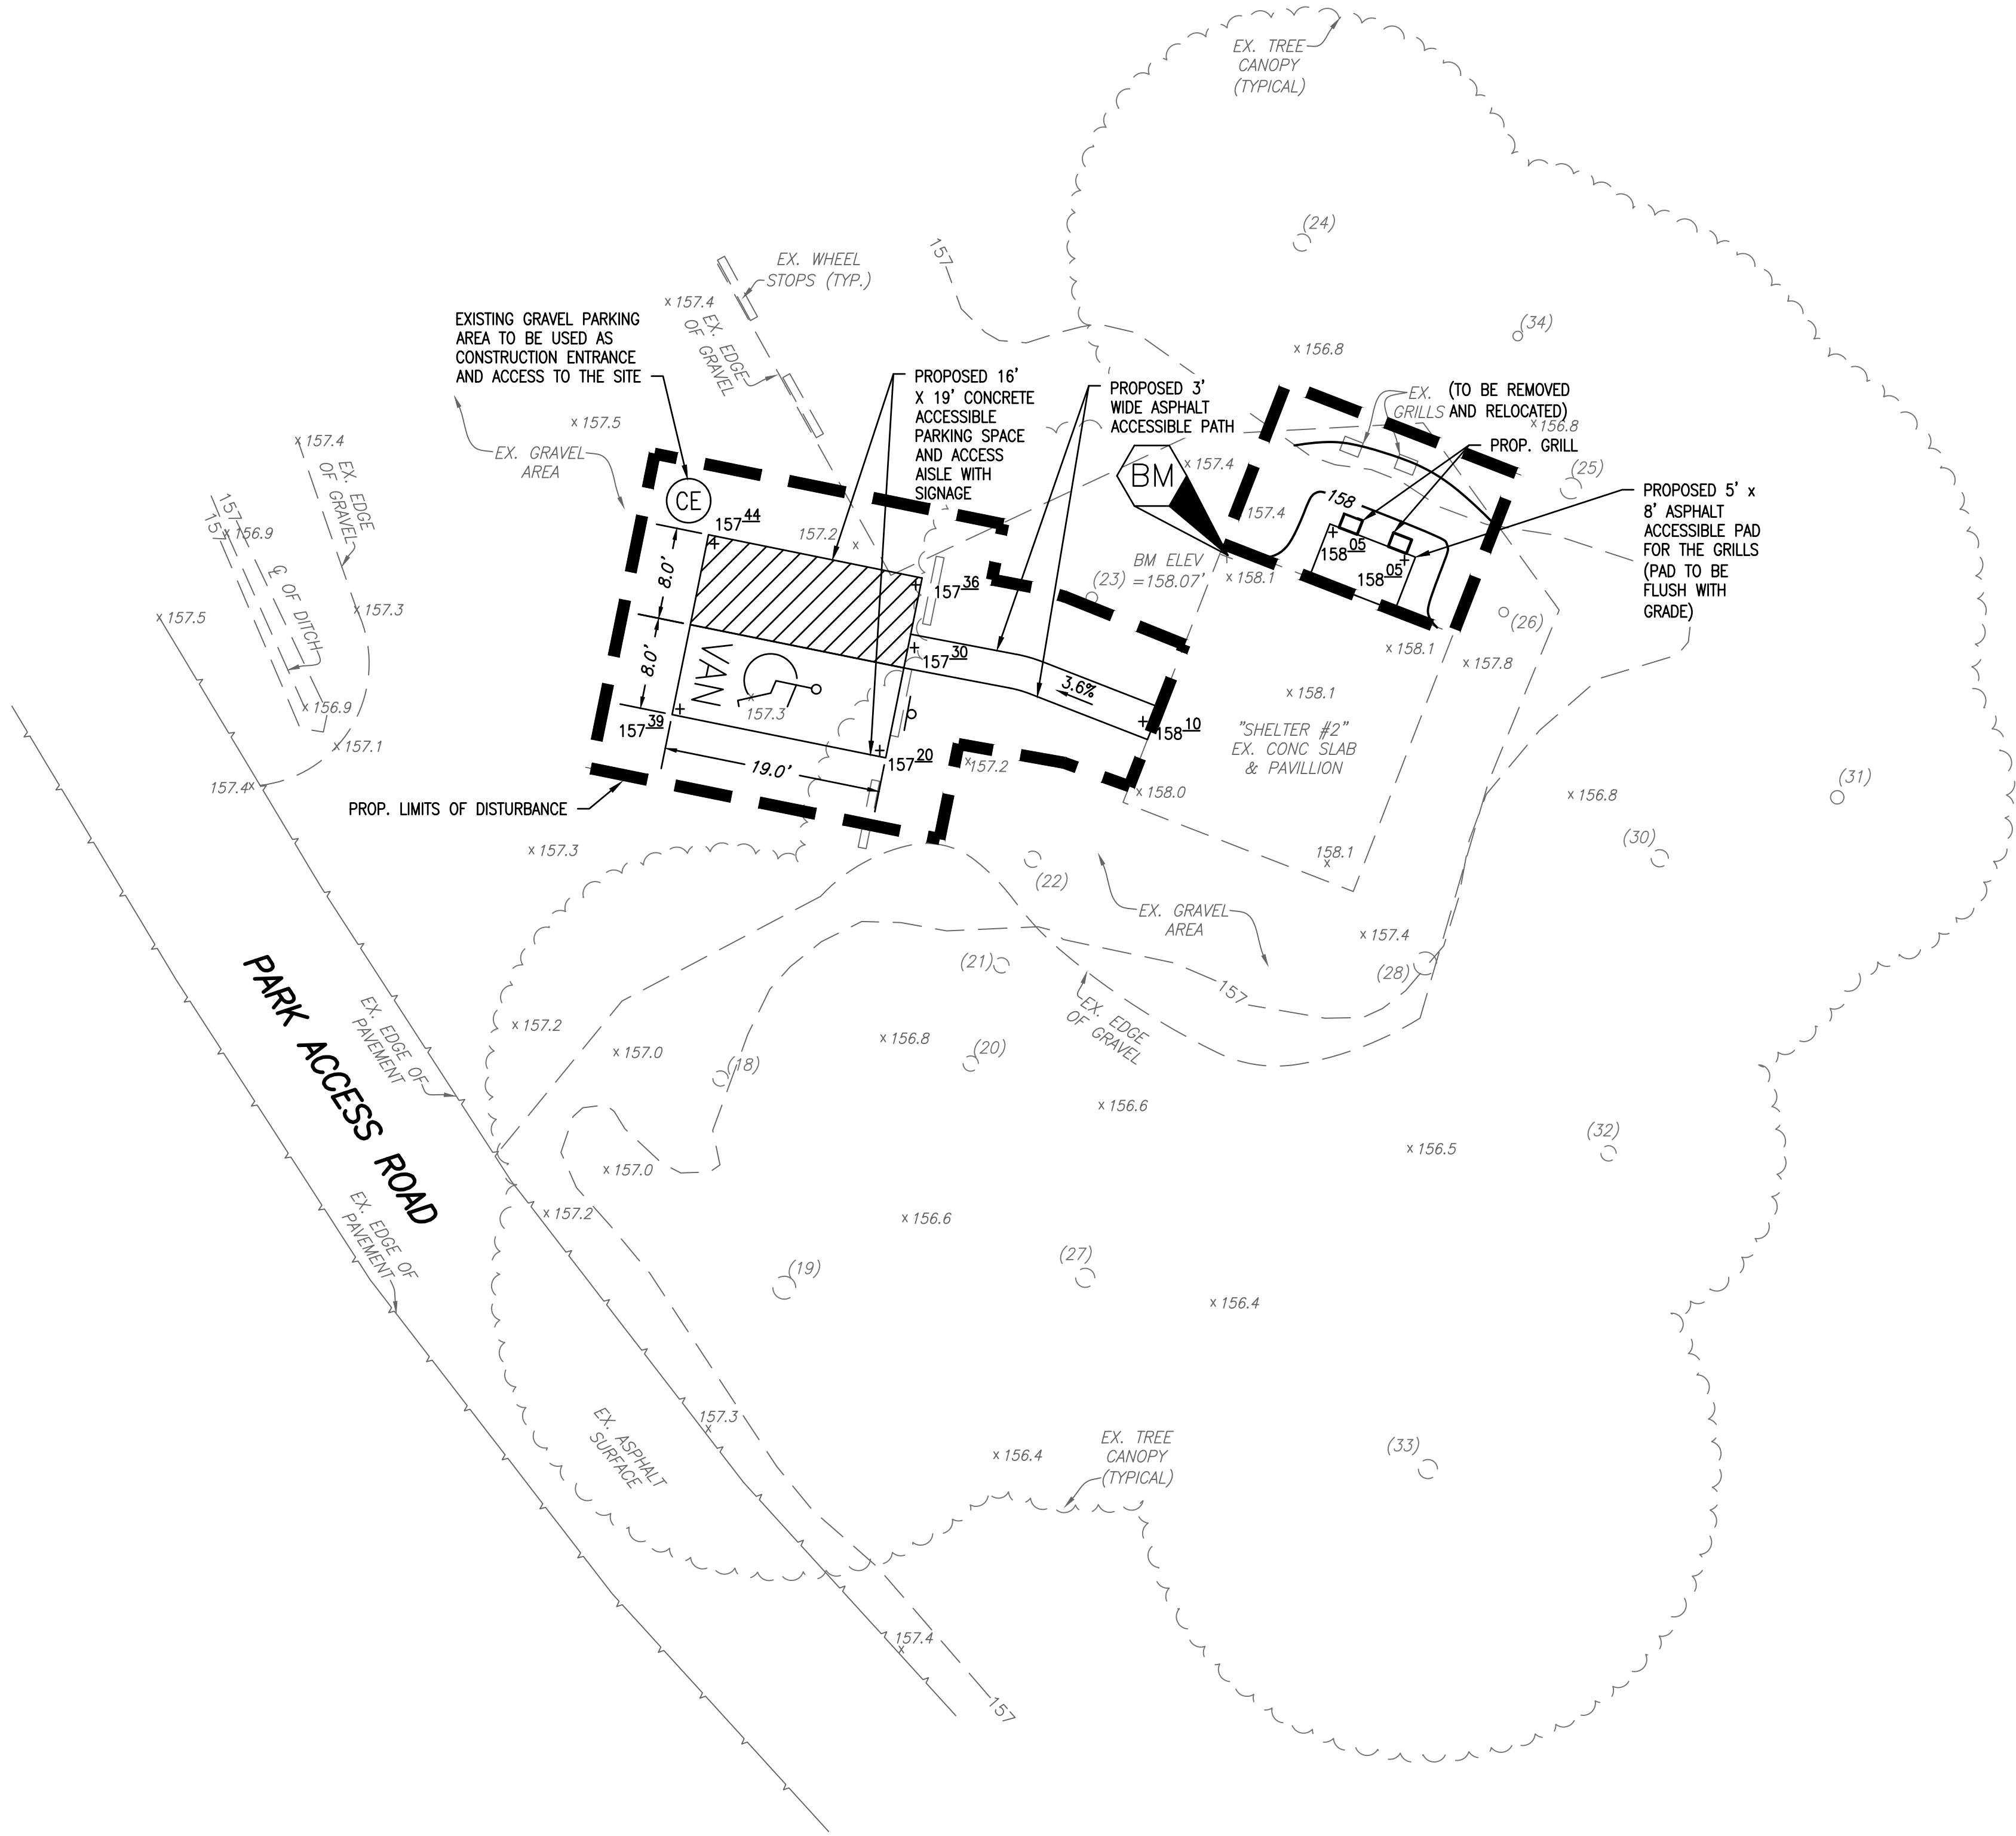 EX. TREE
CANOPY
(TYPICAL)
(24)
157
EX. WHEEL
STOPS (TYP.)
x 157.4
EX. EDGE
OF GRAVEL
EXISTING GRAVEL PARKING
AREA TO BE USED AS
CONSTRUCTION ENTRANCE
AND ACCESS TO THE SITE
(34)
x 156.8
PROPOSED 16'
X 19' CONCRETE
ACCESSIBLE
PARKING SPACE
AND ACCESS
AISLE WITH
SIGNAGE
PROPOSED 3'
WIDE ASPHALT
ACCESSIBLE PATH
EX.
GRILLS
(TO BE REMOVED
AND RELOCATED)
x 156.8
PROP. GRILL
x 157.5
x 157.4
EX. EDGE
OF GRAVEL
EX. GRAVEL
AREA
BM
x 157.4
(25)
CE
158
157.4
PROPOSED 5' x
8' ASPHALT
ACCESSIBLE PAD
FOR THE GRILLS
(PAD TO BE
FLUSH WITH
GRADE)
157
157
x 156.9
℄ OF DITCH
157 44
157.2 x
158 05
158 05
BM ELEV
=158.07'
(23)
x 158.1
8.0'
157 36
x 157.5
x 157.3
(26)
8.0'
VAN
157 30
x 158.1
x 157.8
3.6%
x 158.1
x 156.9
157.3
157 39
158 10
"SHELTER #2"
EX. CONC SLAB
& PAVILLION
x 157.1
157 20
x 157.2
19.0'
157.4 x
x 158.0
x 156.8
(31)
PROP. LIMITS OF DISTURBANCE
x 157.3
158.1
x
(30)
(22)
EX. GRAVEL
AREA
x 157.4
(21)
(28)
157
PARK ACCESS ROAD
EX. EDGE OF
PAVEMENT
EX. EDGE
OF GRAVEL
x 157.2
x 157.0
x 156.8
(20)
(18)
x 156.6
x 156.5
(32)
x 157.0
EX. EDGE OF
PAVEMENT
x 157.2
x 156.6
(19)
(27)
x 156.4
157.3
x
EX. ASPHALT
SURFACE
x 156.4
EX. TREE
CANOPY
(TYPICAL)
(33)
157.4
x
157